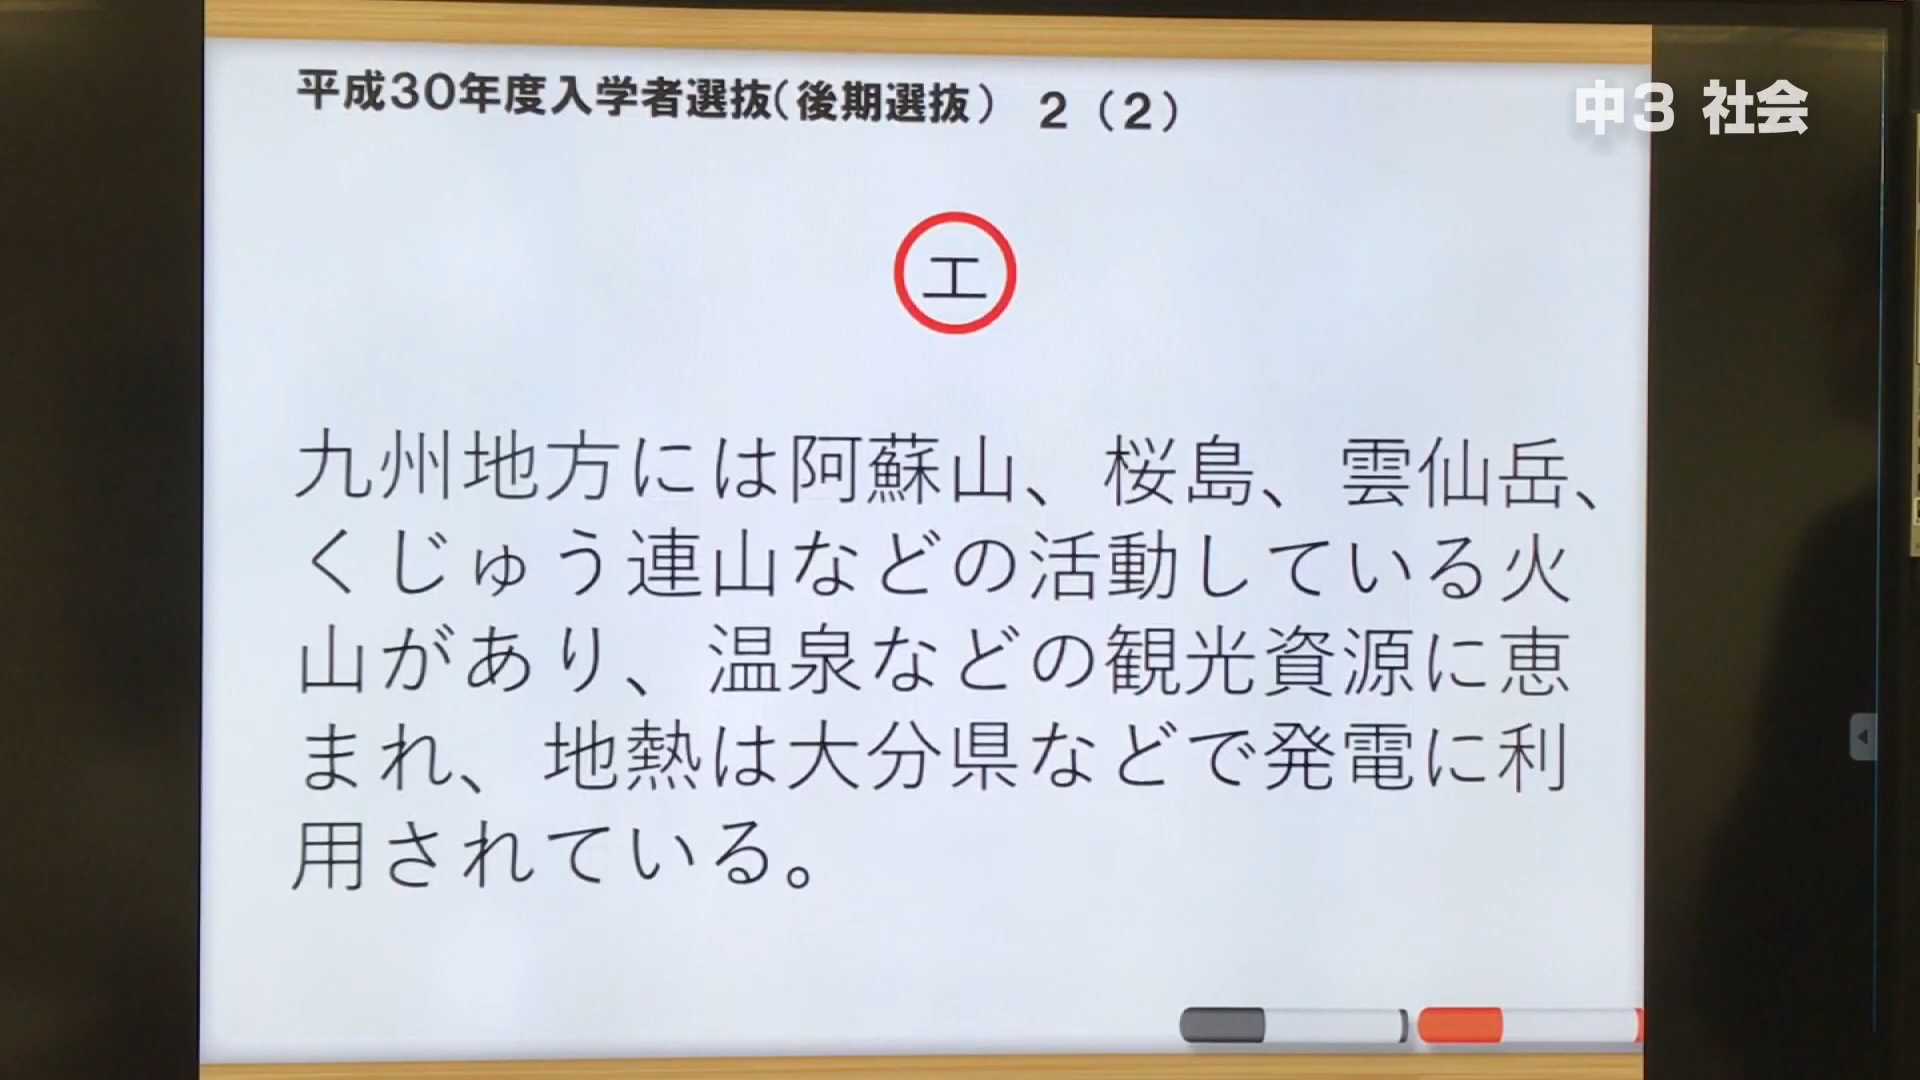 平成30年度入学者選抜（後期選抜） 2（2）
中3 社会
エ
九州地方には阿蘇山、桜島、雲仙岳、
くじゅう連山などの活動している火
山があり、温泉などの観光資源に恵
まれ、地熱は大分県などで発電に利
用されている。